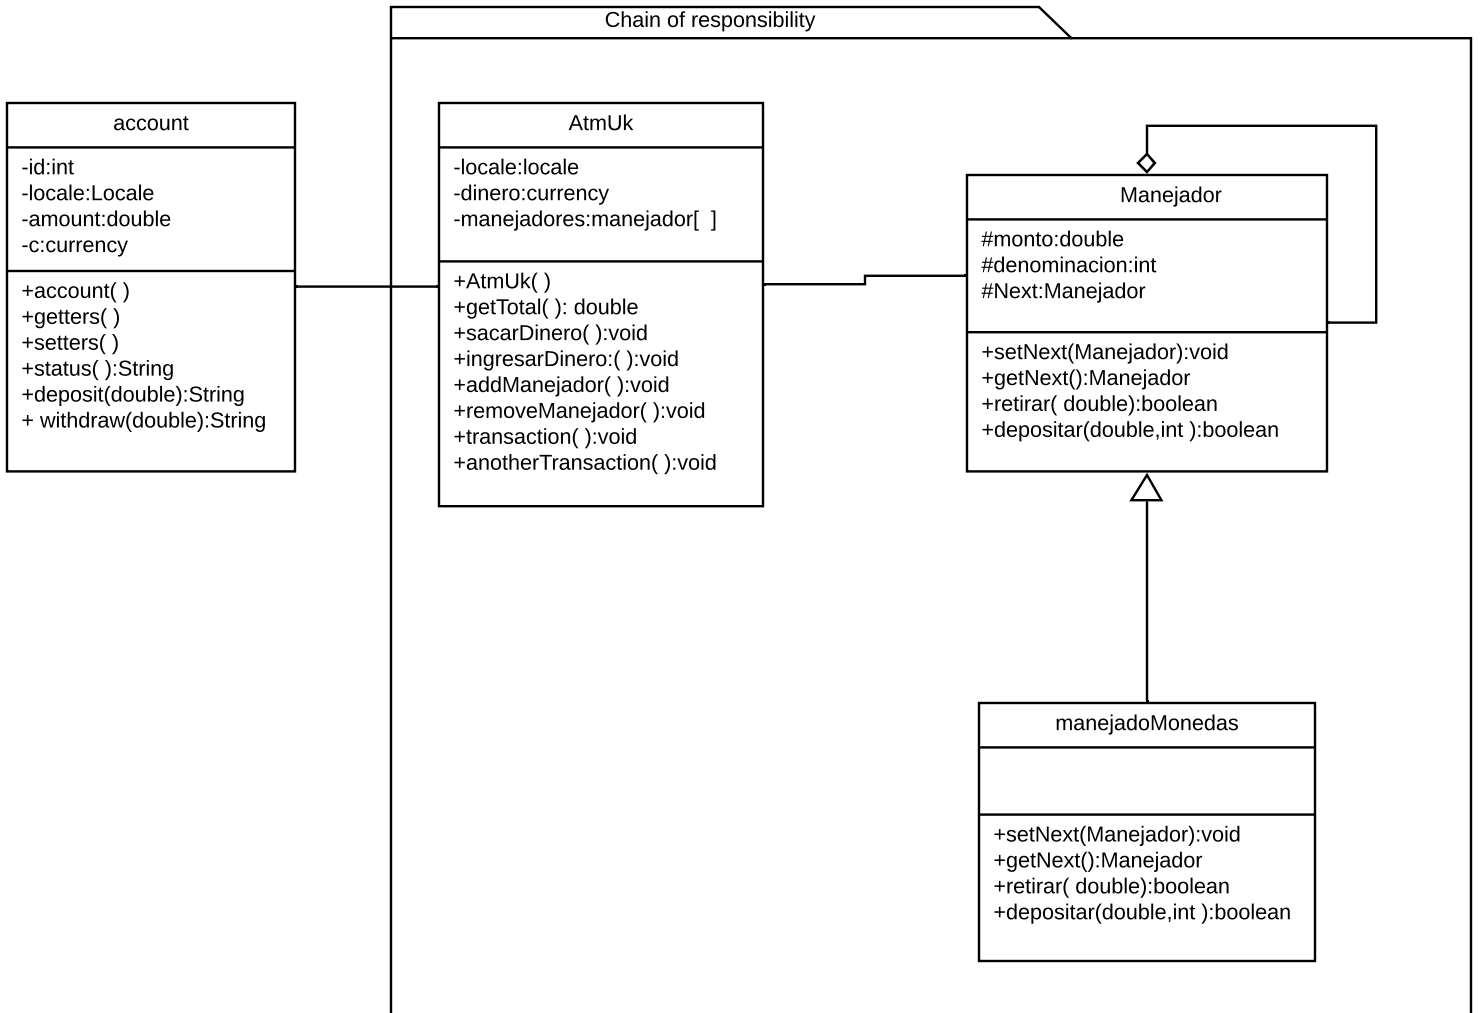 Chain of responsibility
account
-id:int
-locale:Locale
-amount:double
-c:currency
+account( )
+getters( )
+setters( )
+status( ):String
+deposit(double):String
+ withdraw(double):String
AtmUk
-locale:locale
-dinero:currency
-manejadores:manejador[  ]
+AtmUk( )
+getTotal( ): double
+sacarDinero( ):void
+ingresarDinero:( ):void
+addManejador( ):void
+removeManejador( ):void
+transaction( ):void
+anotherTransaction( ):void
Manejador
#monto:double
#denominacion:int
#Next:Manejador
+setNext(Manejador):void
+getNext():Manejador
+retirar( double):boolean
+depositar(double,int ):boolean
manejadoMonedas
+setNext(Manejador):void
+getNext():Manejador
+retirar( double):boolean
+depositar(double,int ):boolean